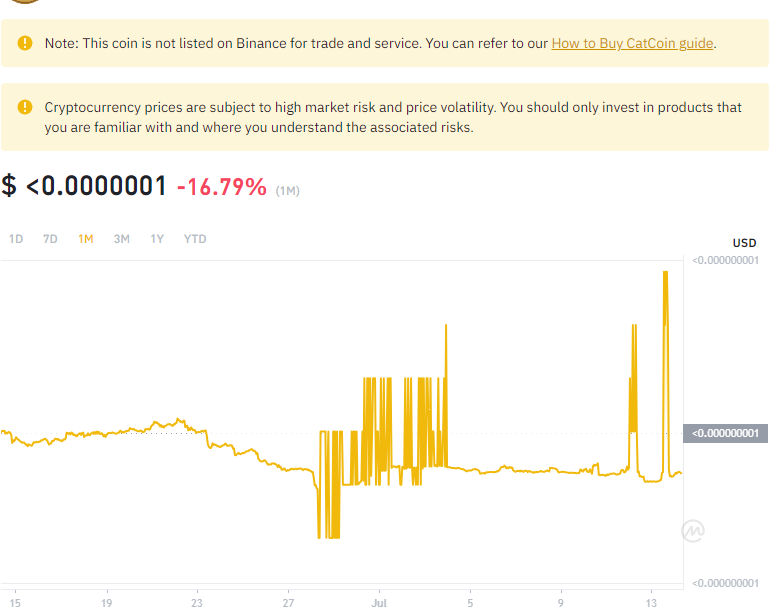 Note: This coin is not listed on Binance for trade and service. You can refer to our How to Buy CatCoin guide.
Cryptocurrency prices are subject to high market risk and price volatility. You should only invest in products that
you are familiar with and where you understand the associated risks.
$ <0.0000001 -16.79% (1M)
1D 7D 1M 3M 1Y YTD
USD
<0.000000001
<0.000000001
<0.000000001
15 19 23 27 Jul 5 9 13